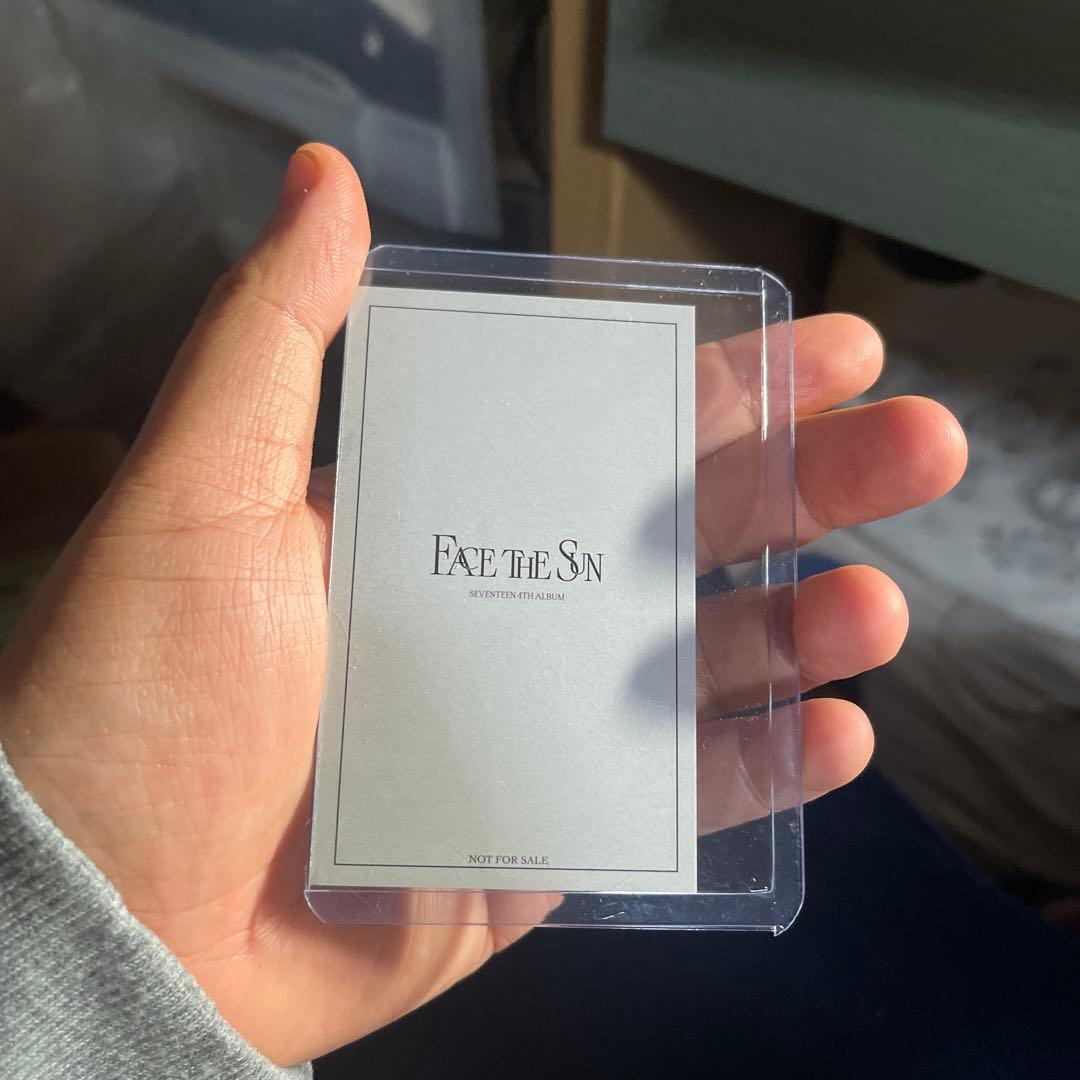 FACE THE SUN
SEVENTEEN 4TH ALBUM
NOT FOR SALE